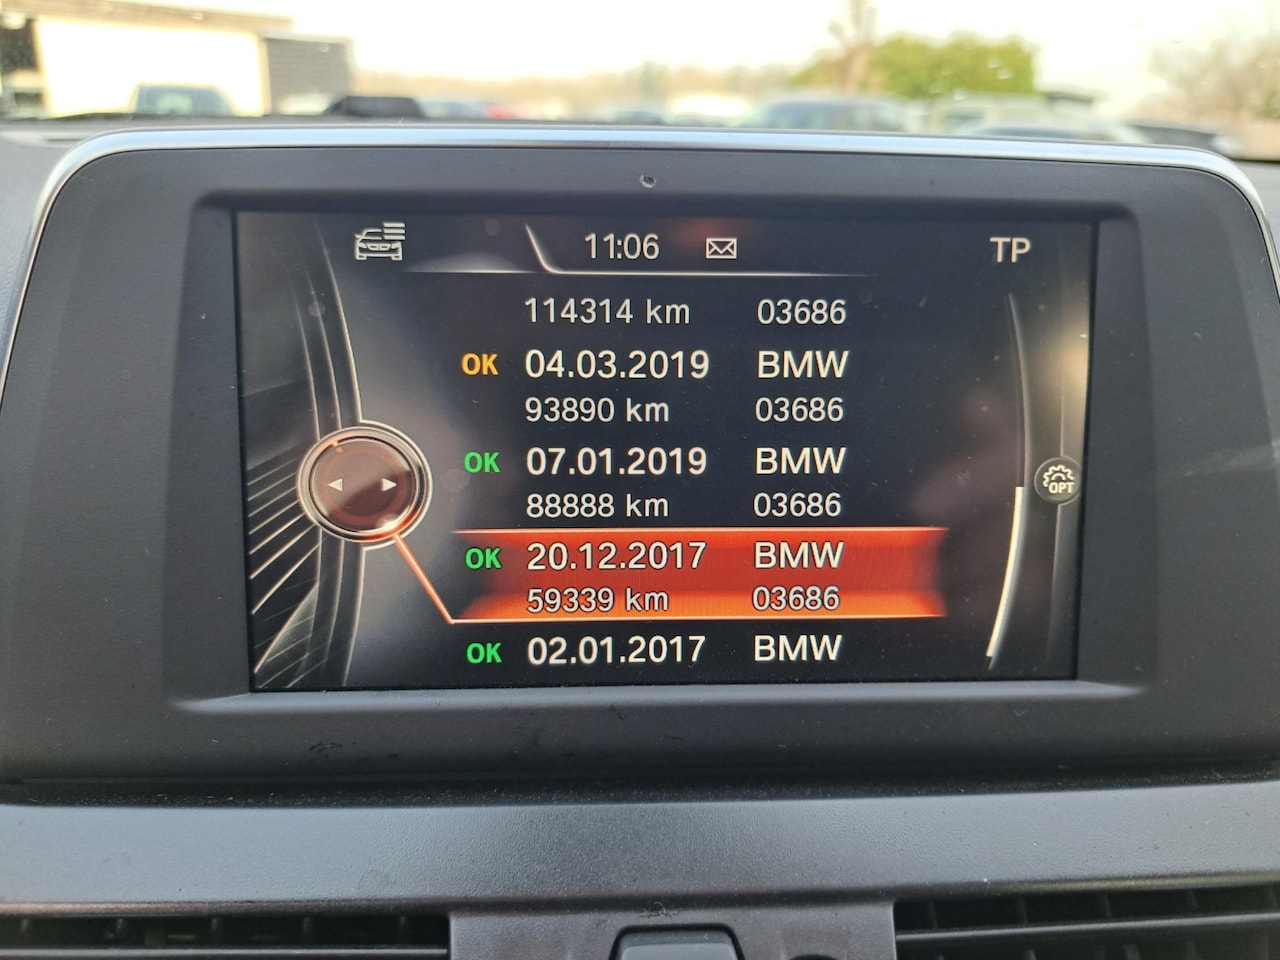 11:06 TP
114314 km 03686
OK 04.03.2019 BMW
93890 km 03686
OK 07.01.2019 BMW
88888 km 03686
OPT
OK 20.12.2017 BMW
59339 km 03686
OK 02.01.2017 BMW